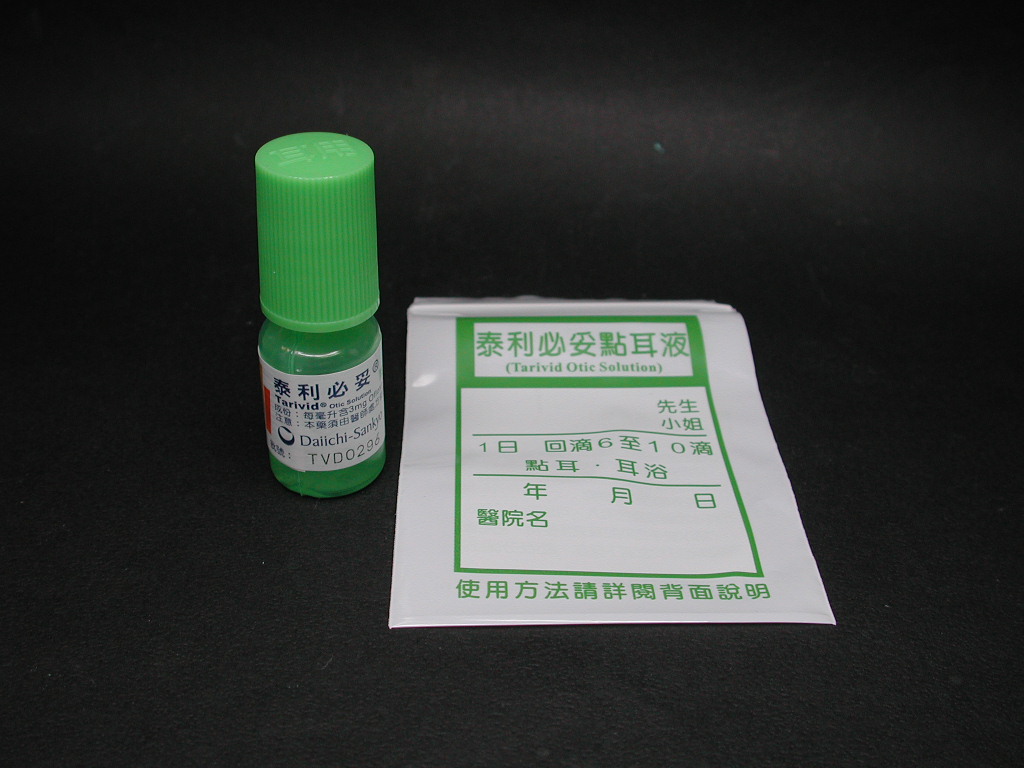 泰利必妥®
Tarivid® Otic Solution
成份：每毫升含3mg
注意：本藥須由醫師處
Daiichi-Sankyo
TVD0296
泰利必妥點耳液
(Tarivid Otic Solution)
先生
小姐
1日 回滴6至10滴
點耳．耳浴
年 月 日
醫院名
使用方法請詳閱背面說明